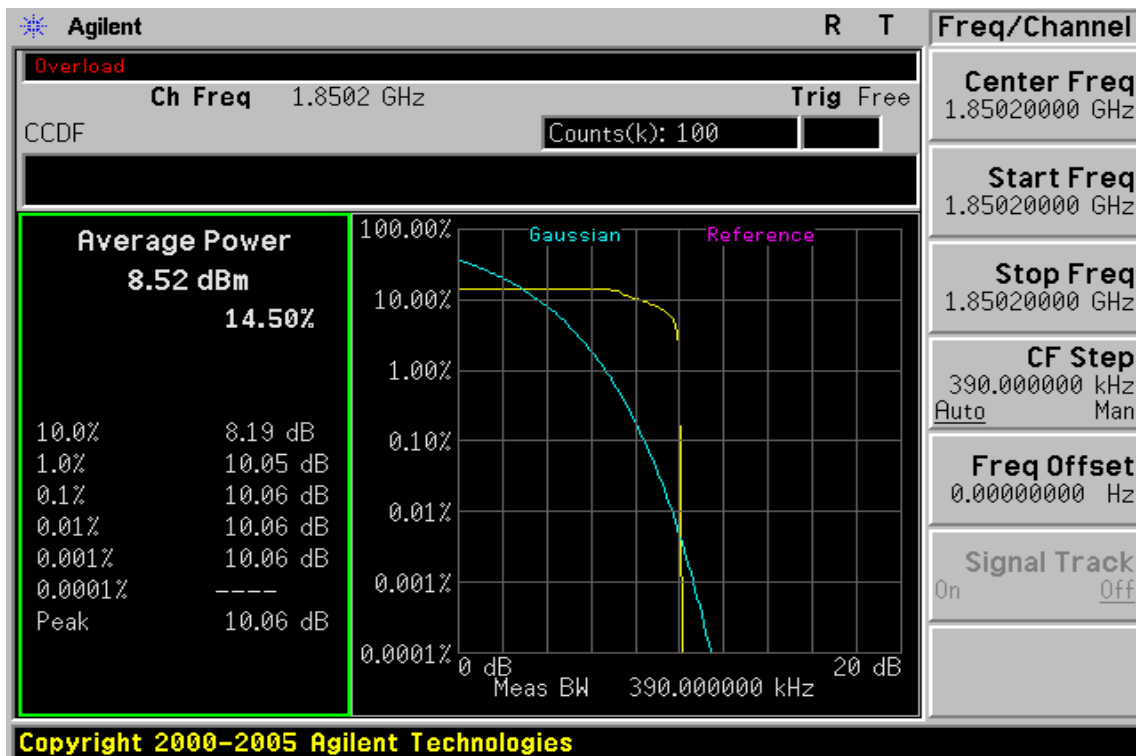 Agilent R T
Overload
Ch Freq 1.8502 GHz Trig Free
CCDF Counts(k): 100
Average Power
8.52 dBm
14.50%
10.0% 8.19 dB
1.0% 10.05 dB
0.1% 10.06 dB
0.01% 10.06 dB
0.001% 10.06 dB
0.0001% ----
Peak 10.06 dB
Gaussian Reference
100.00%
10.00%
1.00%
0.10%
0.01%
0.001%
0.0001%
0 dB 20 dB
Meas BW 390.000000 kHz
Freq/Channel
Center Freq
1.85020000 GHz
Start Freq
1.85020000 GHz
Stop Freq
1.85020000 GHz
CF Step
390.000000 kHz
Auto Man
Freq Offset
0.00000000 Hz
Signal Track
On Off
Copyright 2000-2005 Agilent Technologies